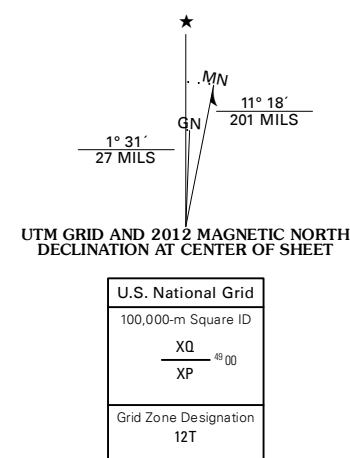 ★
MN
GN
11° 18´
201 MILS
1° 31´
27 MILS
UTM GRID AND 2012 MAGNETIC NORTH
DECLINATION AT CENTER OF SHEET
U.S. National Grid
100,000-m Square ID
XQ
49 00
XP
Grid Zone Designation
12T